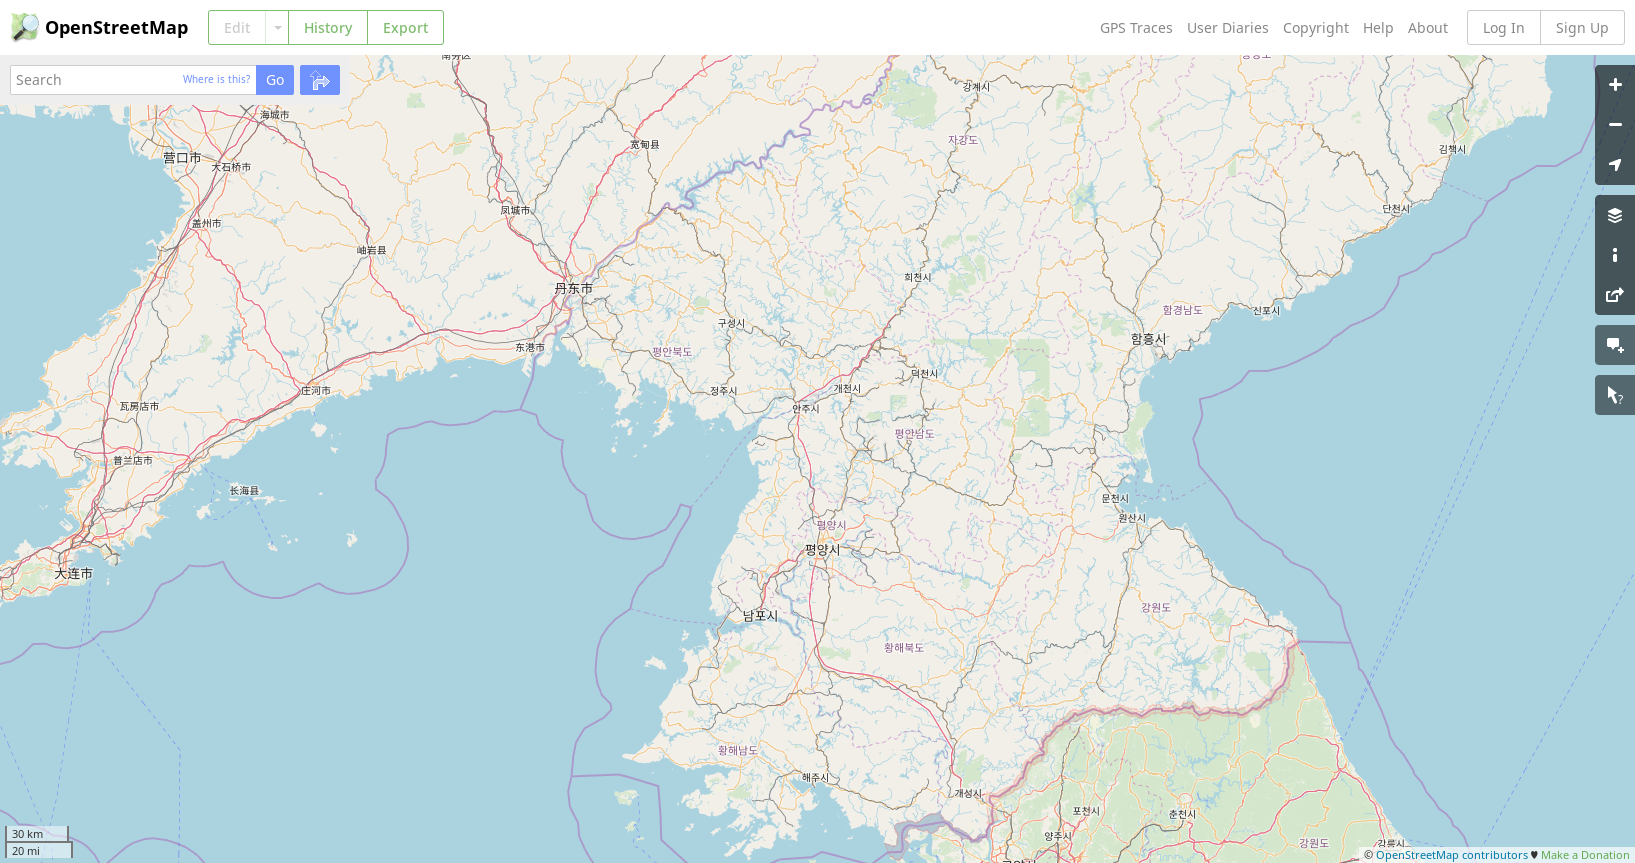 OpenStreetMap
Edit
History
Export
GPS Traces
User Diaries
Copyright
Help
About
Log In
Sign Up
Search
Where is this?
Go
海城市
营口市
大石桥市
盖州市
岫岩县
宽甸县
凤城市
丹东市
东港市
庄河市
瓦房店市
普兰店市
长海县
大连市
강계시
자강도
김책시
단천시
희천시
함경남도
신포시
함흥시
구성시
평안북도
정주시
덕천시
개천시
안주시
평안남도
문천시
원산시
평양시
평양시
남포시
강원도
황해북도
황해남도
해주시
개성시
포천시
춘천시
양주시
강원도
강릉시
30 km
20 mi
?
© OpenStreetMap contributors ♥ Make a Donation